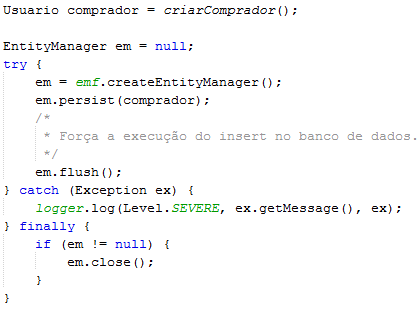 Usuario comprador = criarComprador();
EntityManager em = null;
try {
em = emf.createEntityManager();
em.persist(comprador);
/*
* Força a execução do insert no banco de dados.
*/
em.flush();
} catch (Exception ex) {
logger.log(Level.SEVERE, ex.getMessage(), ex);
} finally {
if (em != null) {
em.close();
}
}